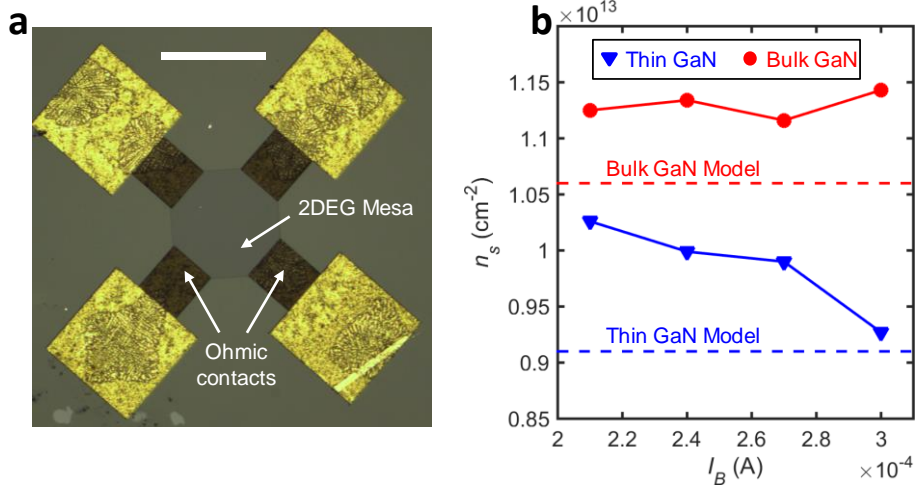 a
2DEG Mesa
Ohmic
contacts
b
×10¹³
Thin GaN
Bulk GaN
1.15
1.1
1.05
1
0.95
0.9
0.85
n_s (cm⁻²)
Bulk GaN Model
Thin GaN Model
2
2.2
2.4
2.6
2.8
3
I_B (A)
×10⁻⁴